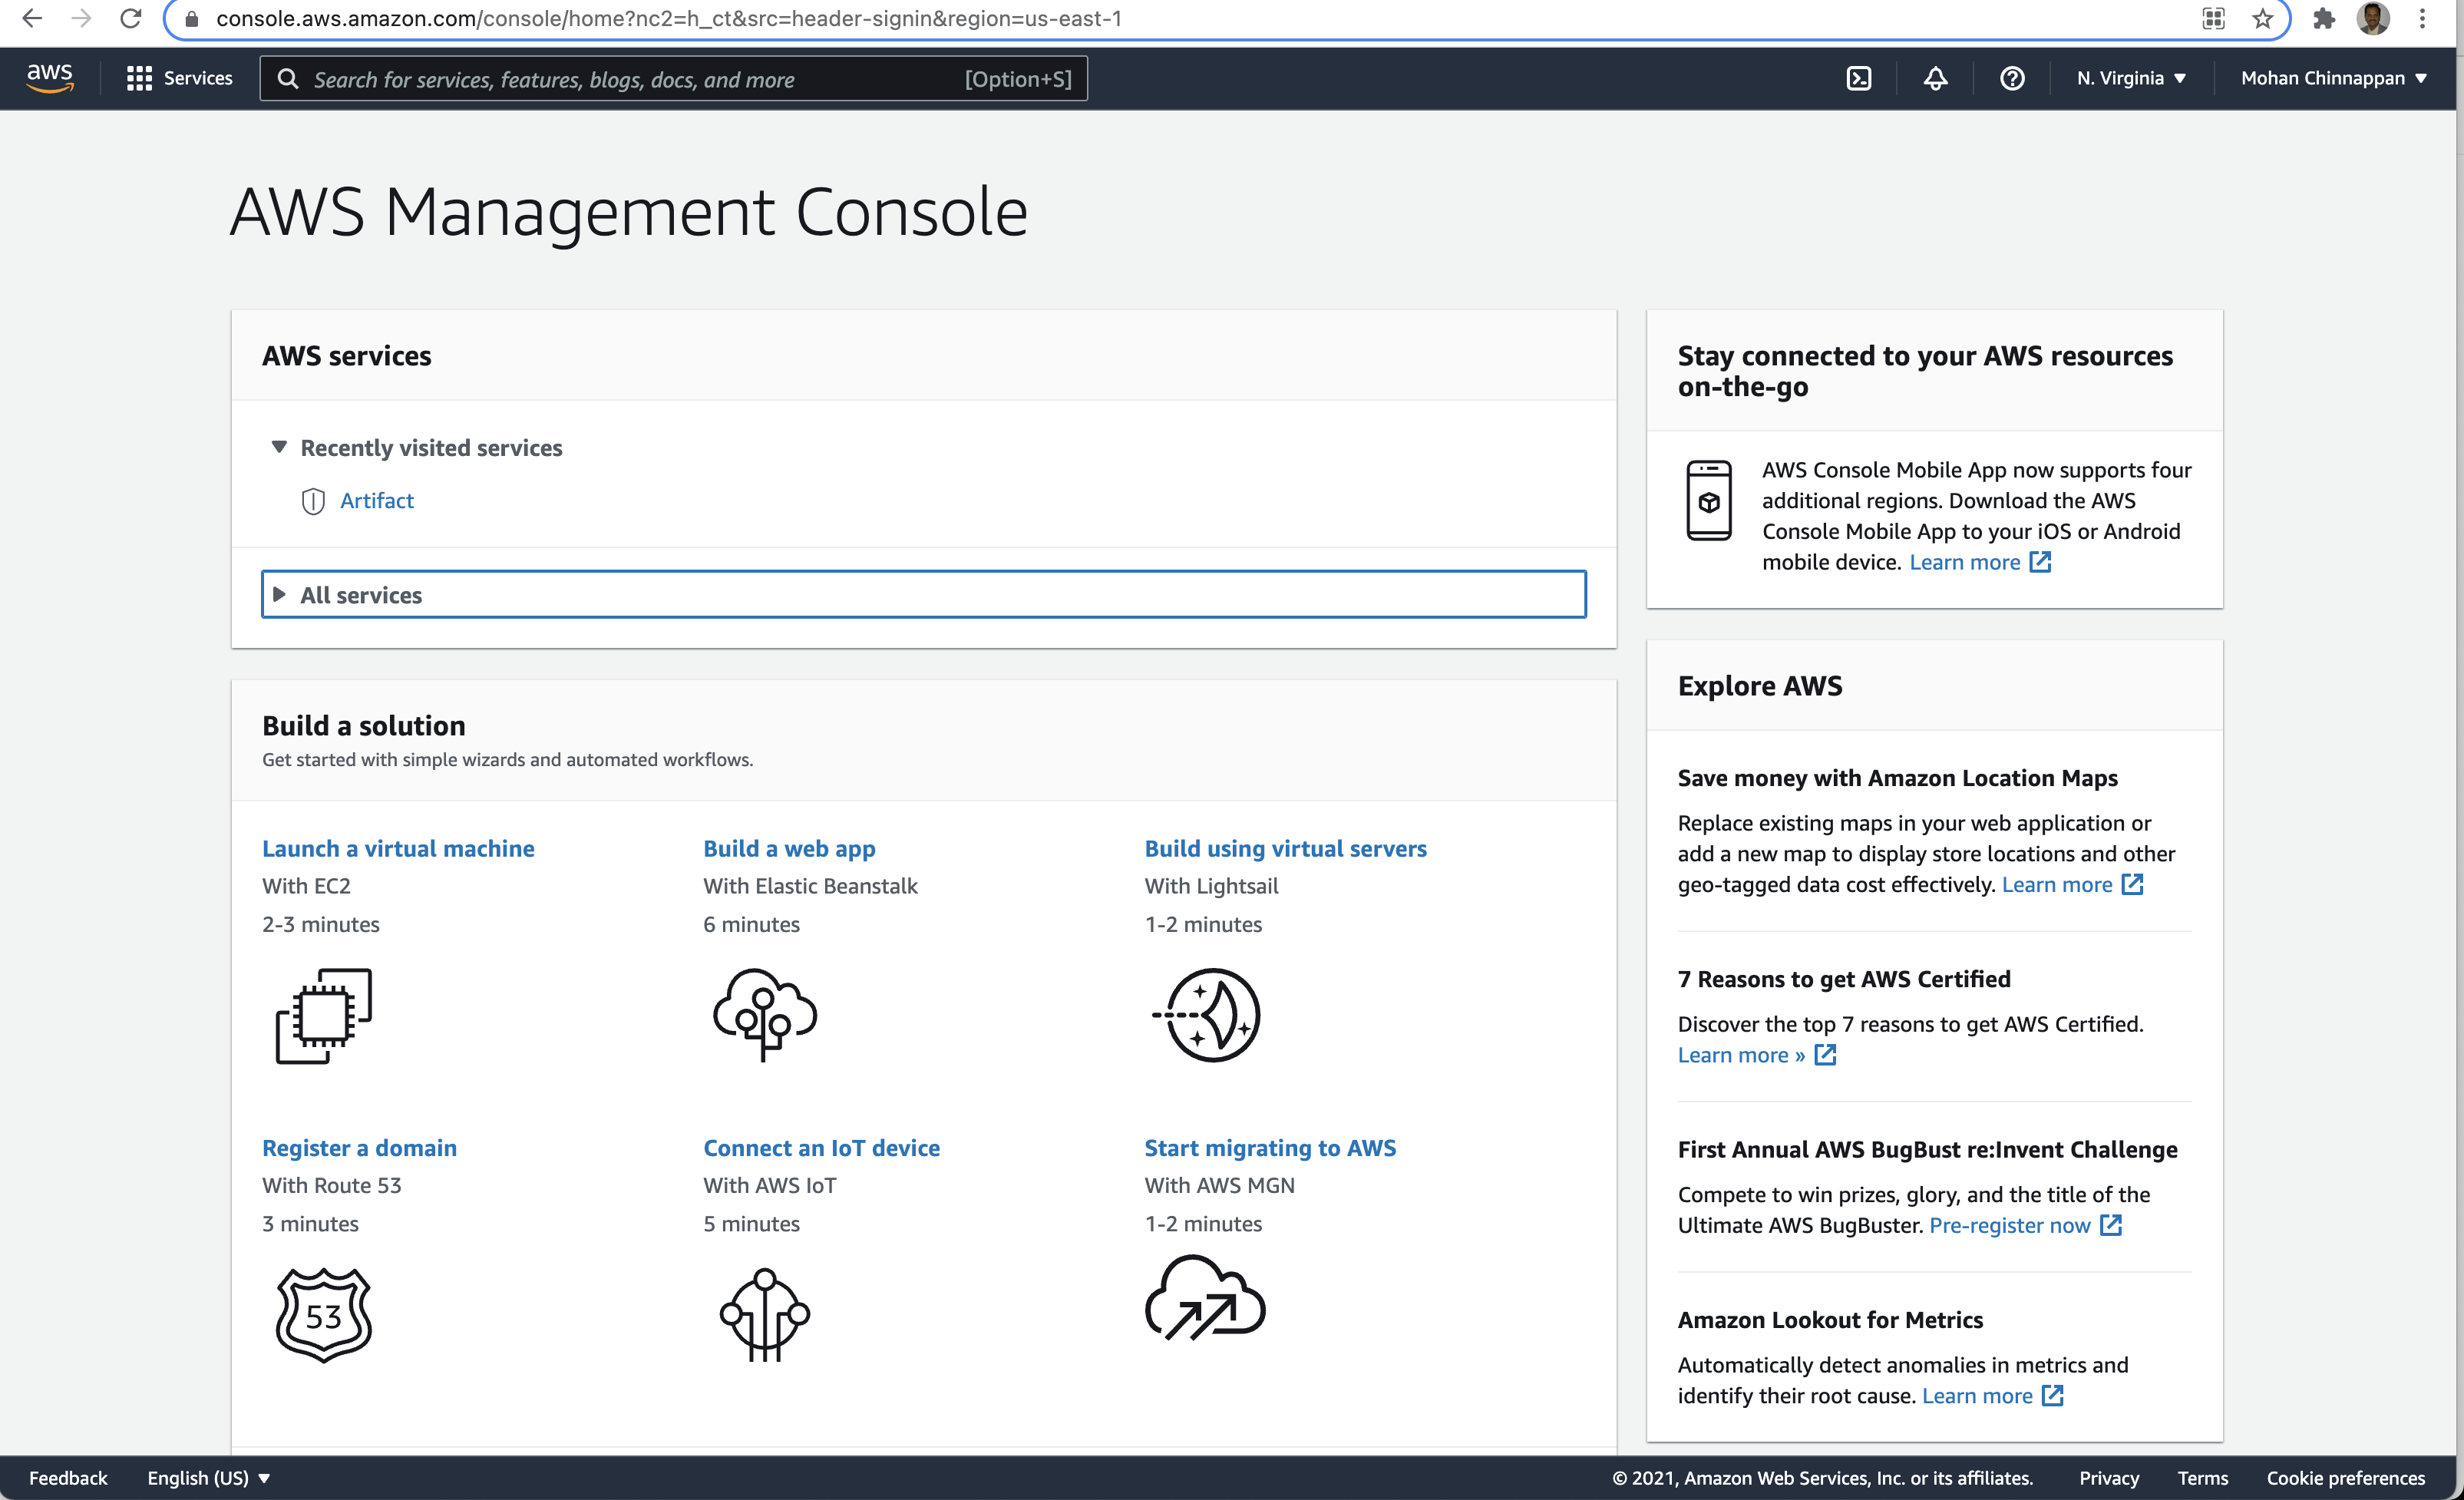 console.aws.amazon.com/console/home?nc2=h_ct&src=header-signin&region=us-east-1
aws
Services
Search for services, features, blogs, docs, and more
[Option+S]
N. Virginia
Mohan Chinnappan
AWS Management Console
AWS services
Recently visited services
Artifact
All services
Build a solution
Get started with simple wizards and automated workflows.
Launch a virtual machine
With EC2
2-3 minutes
Build a web app
With Elastic Beanstalk
6 minutes
Build using virtual servers
With Lightsail
1-2 minutes
Register a domain
With Route 53
3 minutes
53
Connect an IoT device
With AWS IoT
5 minutes
Start migrating to AWS
With AWS MGN
1-2 minutes
Stay connected to your AWS resources
on-the-go
AWS Console Mobile App now supports four
additional regions. Download the AWS
Console Mobile App to your iOS or Android
mobile device. Learn more
Explore AWS
Save money with Amazon Location Maps
Replace existing maps in your web application or
add a new map to display store locations and other
geo-tagged data cost effectively. Learn more
7 Reasons to get AWS Certified
Discover the top 7 reasons to get AWS Certified.
Learn more »
First Annual AWS BugBust re:Invent Challenge
Compete to win prizes, glory, and the title of the
Ultimate AWS BugBuster. Pre-register now
Amazon Lookout for Metrics
Automatically detect anomalies in metrics and
identify their root cause. Learn more
Feedback
English (US)
© 2021, Amazon Web Services, Inc. or its affiliates.
Privacy
Terms
Cookie preferences